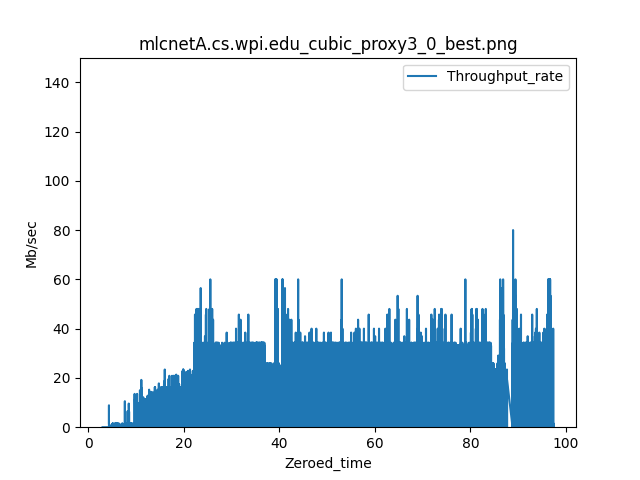 mlcnetA.cs.wpi.edu_cubic_proxy3_0_best.png
Throughput_rate
Mb/sec
140
120
100
80
60
40
20
0
0 20 40 60 80 100
Zeroed_time